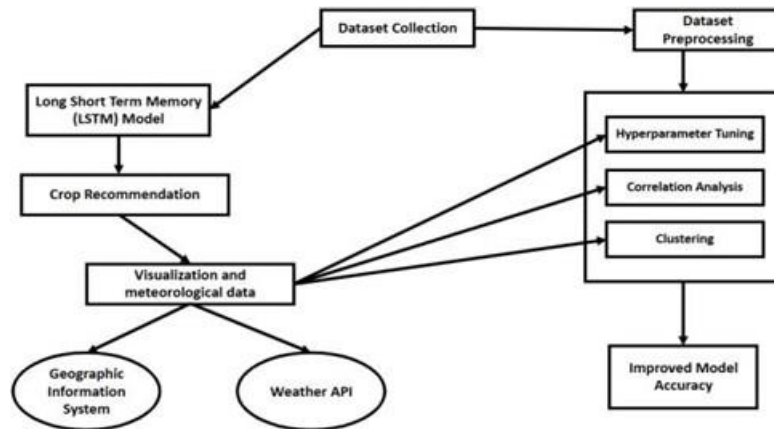 Dataset Collection
Dataset
Preprocessing
Long Short Term Memory
(LSTM) Model
Hyperparameter Tuning
Crop Recommendation
Correlation Analysis
Clustering
Visualization and
meteorological data
Geographic
Information
System
Weather API
Improved Model
Accuracy